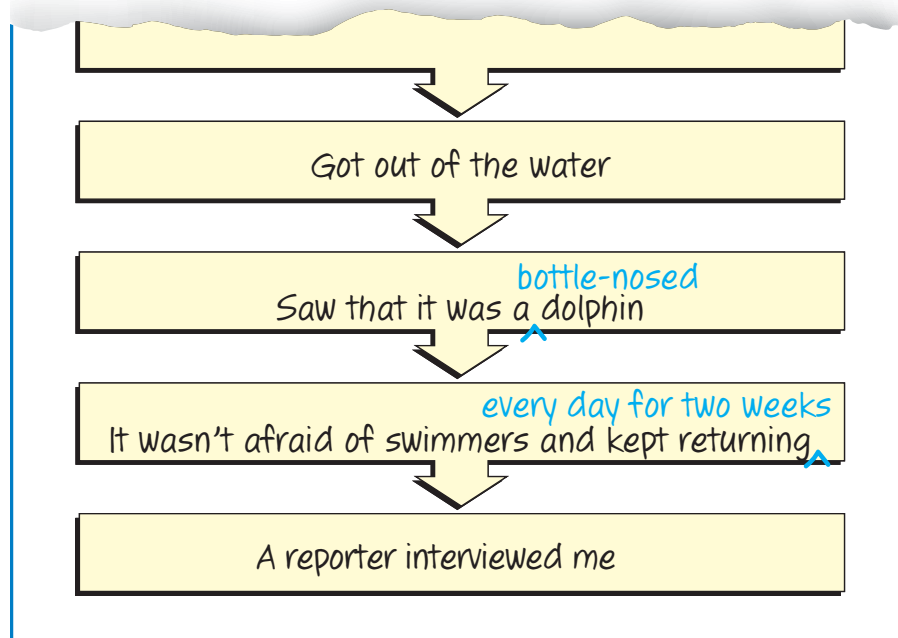 Got out of the water
bottle-nosed
Saw that it was a dolphin
every day for two weeks
It wasn't afraid of swimmers and kept returning
A reporter interviewed me